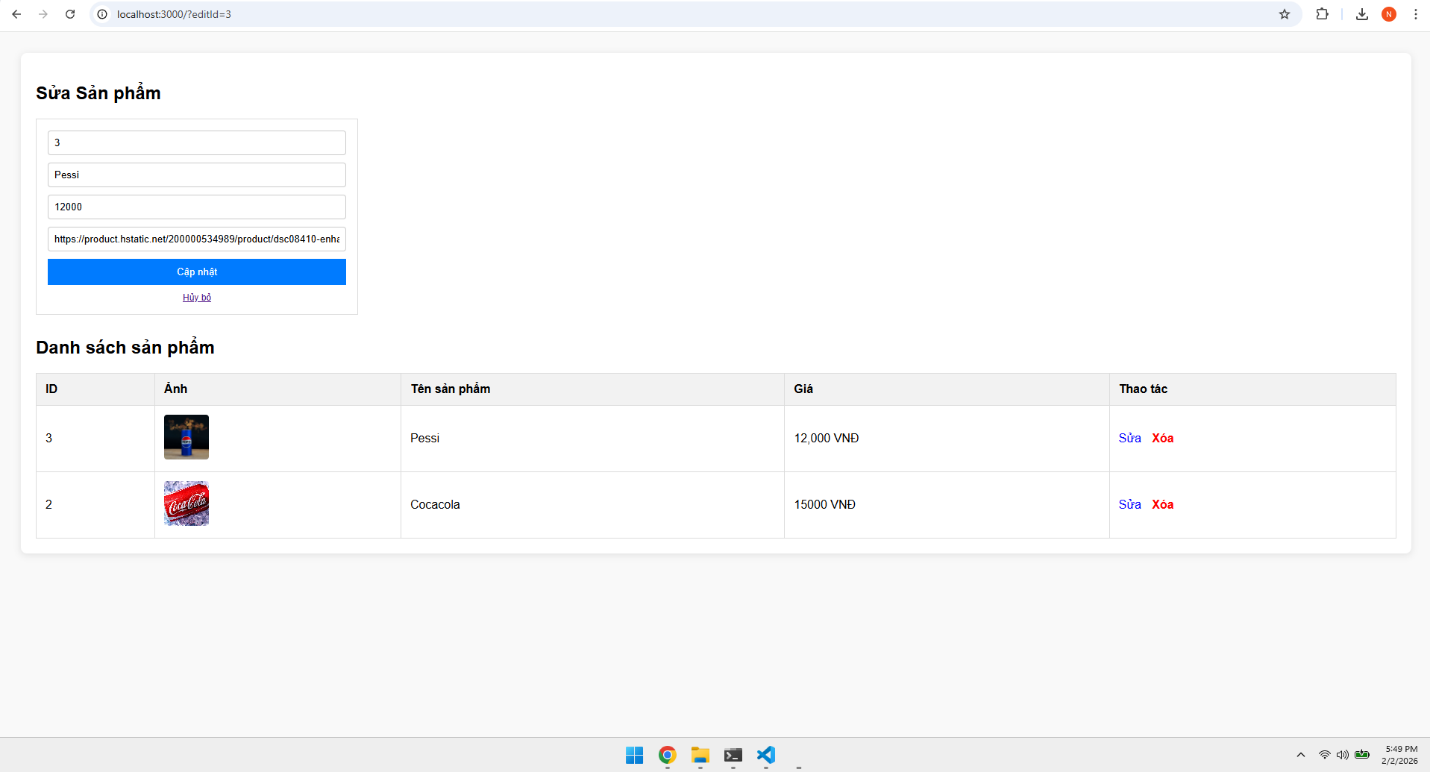 localhost:3000/?editId=3
N
Sửa Sản phẩm
3
Pessi
12000
https://product.hstatic.net/200000534989/product/dsc08410-enha
Cập nhật
Hủy bỏ
Danh sách sản phẩm
ID Ảnh Tên sản phẩm Giá Thao tác
3 Pessi 12,000 VNĐ Sửa Xóa
2 Coca-Cola Cocacola 15000 VNĐ Sửa Xóa
5:49 PM
2/2/2026